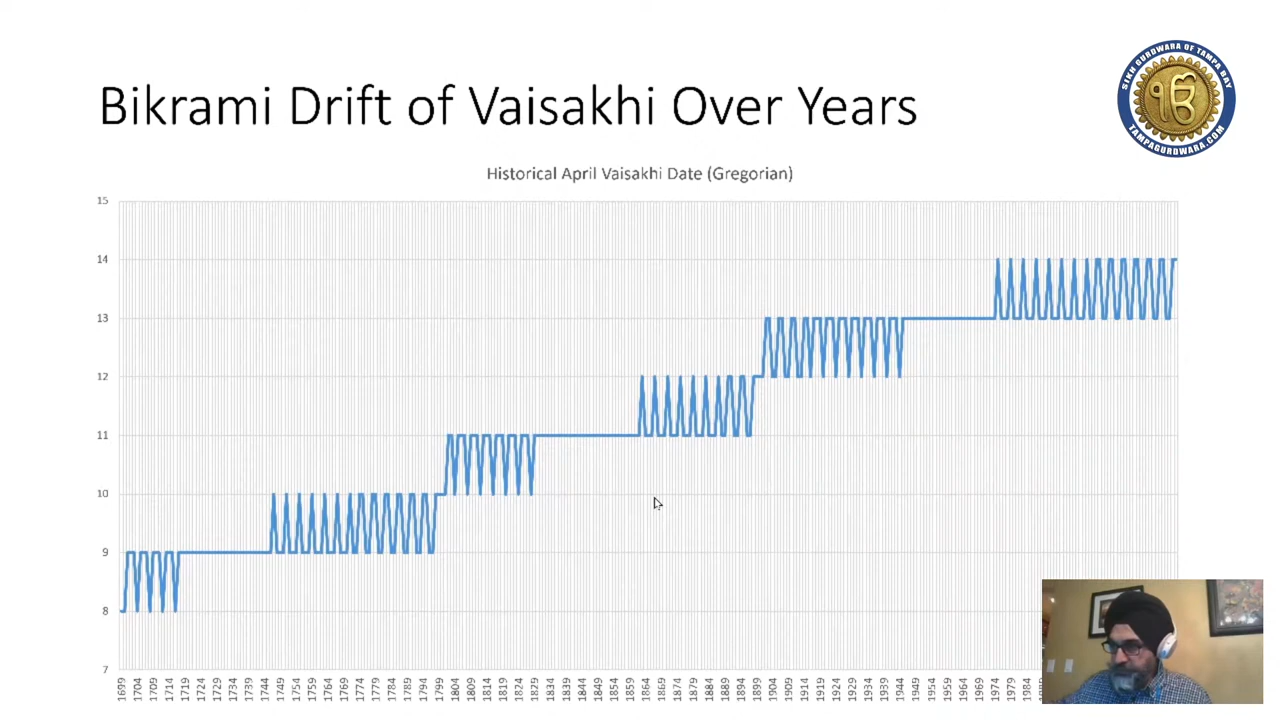 Bikrami Drift of Vaisakhi Over Years
SIKH GURDWARA OF TAMPA BAY
ੴ
TAMPAGURDWARA.COM
Historical April Vaisakhi Date (Gregorian)
15
14
13
12
11
10
9
8
7
1699 1704 1709 1714 1719 1724 1729 1734 1739 1744 1749 1754 1759 1764 1769 1774 1779 1784 1789 1794 1799 1804 1809 1814 1819 1824 1829 1834 1839 1844 1849 1854 1859 1864 1869 1874 1879 1884 1889 1894 1899 1904 1909 1914 1919 1924 1929 1934 1939 1944 1949 1954 1959 1964 1969 1974 1979 1984